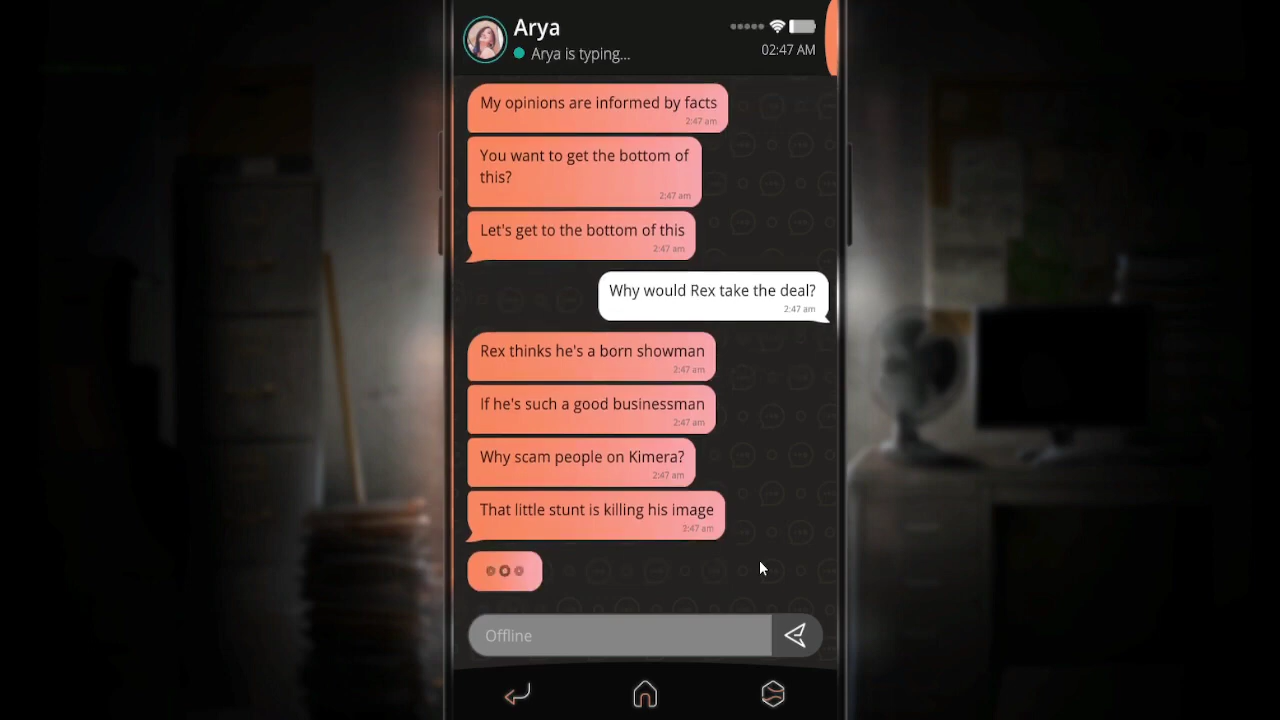 Arya
Arya is typing...
02:47 AM
My opinions are informed by facts
2:47 am
You want to get the bottom of
this?
2:47 am
Let's get to the bottom of this
2:47 am
Why would Rex take the deal?
2:47 am
Rex thinks he's a born showman
2:47 am
If he's such a good businessman
2:47 am
Why scam people on Kimera?
2:47 am
That little stunt is killing his image
2:47 am
Offline